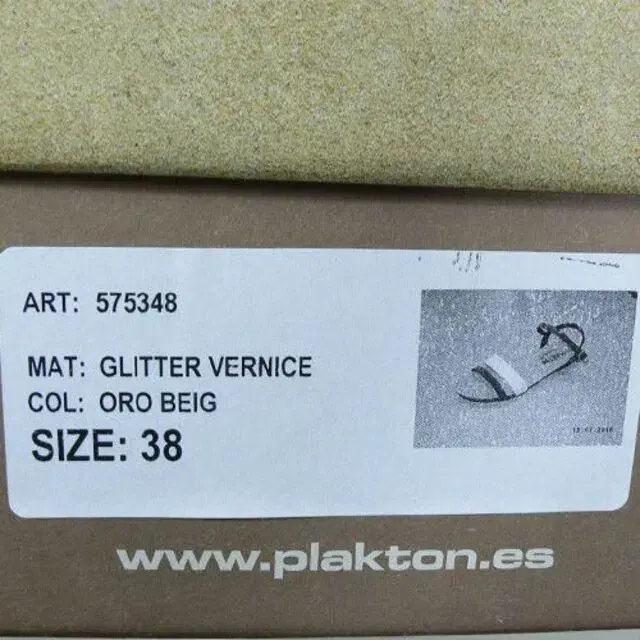 ART: 575348
MAT: GLITTER VERNICE
COL: ORO BEIG
SIZE: 38
www.plakton.es